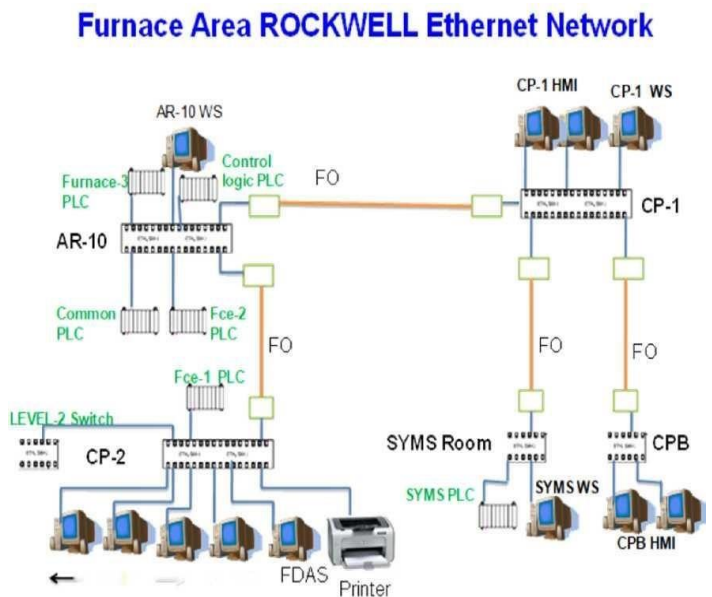 Furnace Area ROCKWELL Ethernet Network
AR-10 WS
CP-1 HMI
CP-1 WS
Furnace-3
PLC
Control
logic PLC
FO
AR-10
CP-1
Common
PLC
Fce-2
PLC
FO
FO
FO
Fce-1 PLC
LEVEL-2 Switch
CP-2
SYMS Room
CPB
SYMS PLC
SYMS WS
CPB HMI
FDAS
Printer